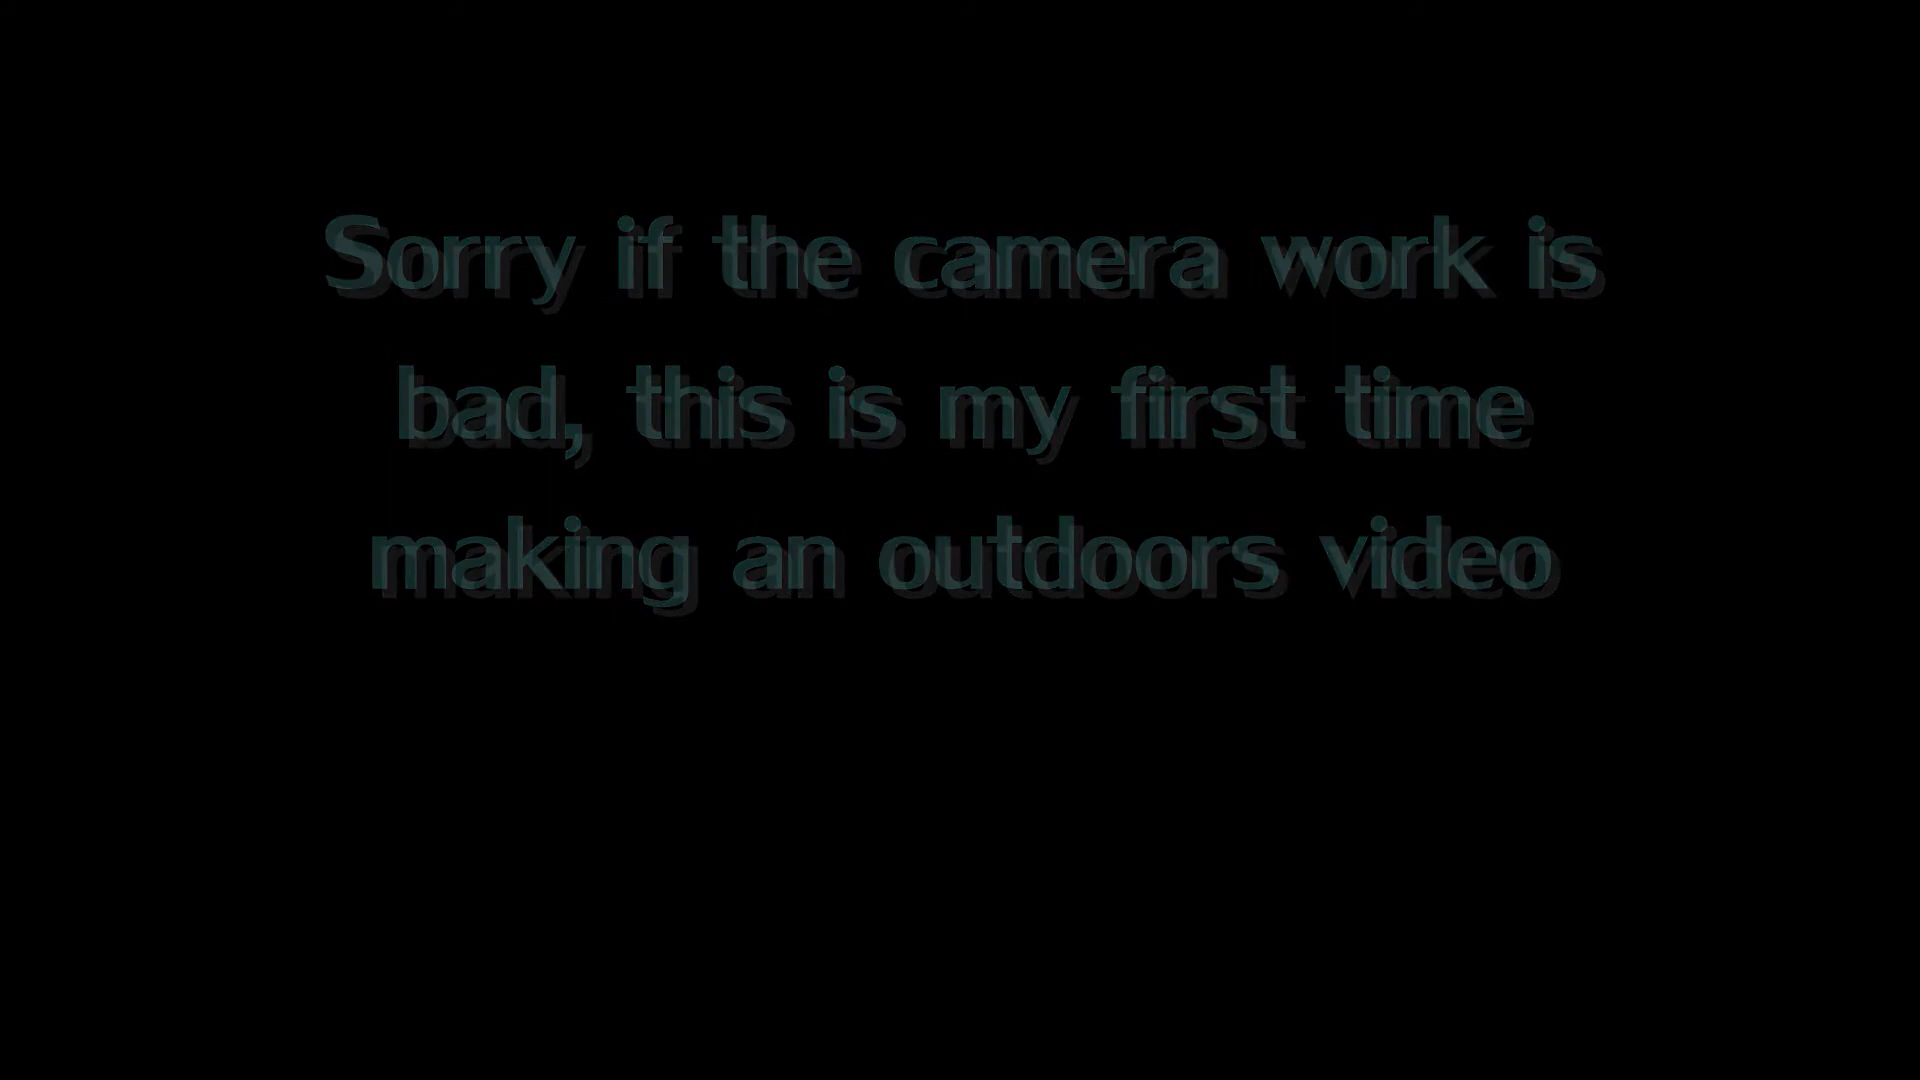 Sorry if the camera work is
bad, this is my first time
making an outdoors video